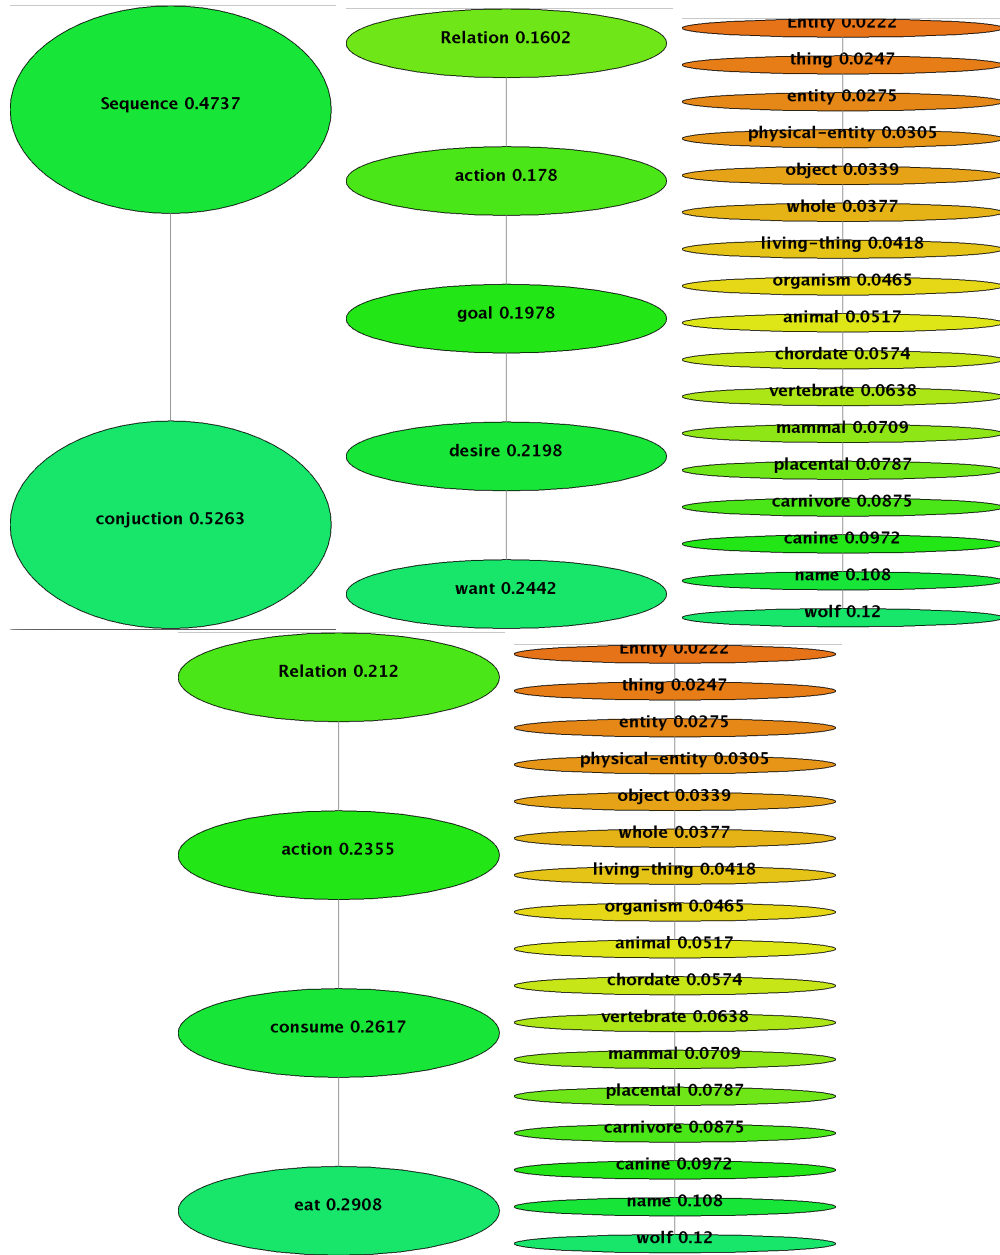 Sequence 0.4737
conjuction 0.5263
Relation 0.1602
action 0.178
goal 0.1978
desire 0.2198
want 0.2442
Entity 0.0222
thing 0.0247
entity 0.0275
physical-entity 0.0305
object 0.0339
whole 0.0377
living-thing 0.0418
organism 0.0465
animal 0.0517
chordate 0.0574
vertebrate 0.0638
mammal 0.0709
placental 0.0787
carnivore 0.0875
canine 0.0972
name 0.108
wolf 0.12
Relation 0.212
action 0.2355
consume 0.2617
eat 0.2908
Entity 0.0222
thing 0.0247
entity 0.0275
physical-entity 0.0305
object 0.0339
whole 0.0377
living-thing 0.0418
organism 0.0465
animal 0.0517
chordate 0.0574
vertebrate 0.0638
mammal 0.0709
placental 0.0787
carnivore 0.0875
canine 0.0972
name 0.108
wolf 0.12